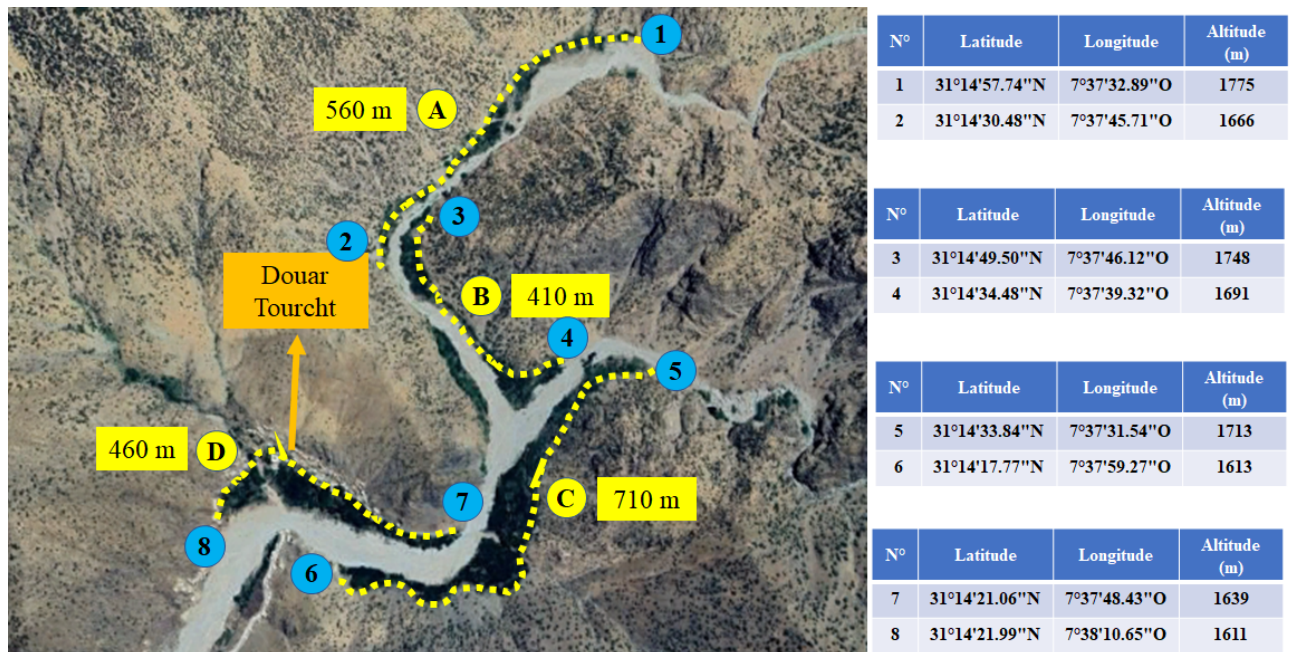 1
560 m
A
3
2
Douar
Tourcht
B
410 m
4
5
460 m
D
7
C
710 m
8
6
N° Latitude Longitude Altitude
(m)
1 31°14'57.74"N 7°37'32.89"O 1775
2 31°14'30.48"N 7°37'45.71"O 1666
N° Latitude Longitude Altitude
(m)
3 31°14'49.50"N 7°37'46.12"O 1748
4 31°14'34.48"N 7°37'39.32"O 1691
N° Latitude Longitude Altitude
(m)
5 31°14'33.84"N 7°37'31.54"O 1713
6 31°14'17.77"N 7°37'59.27"O 1613
N° Latitude Longitude Altitude
(m)
7 31°14'21.06"N 7°37'48.43"O 1639
8 31°14'21.99"N 7°38'10.65"O 1611